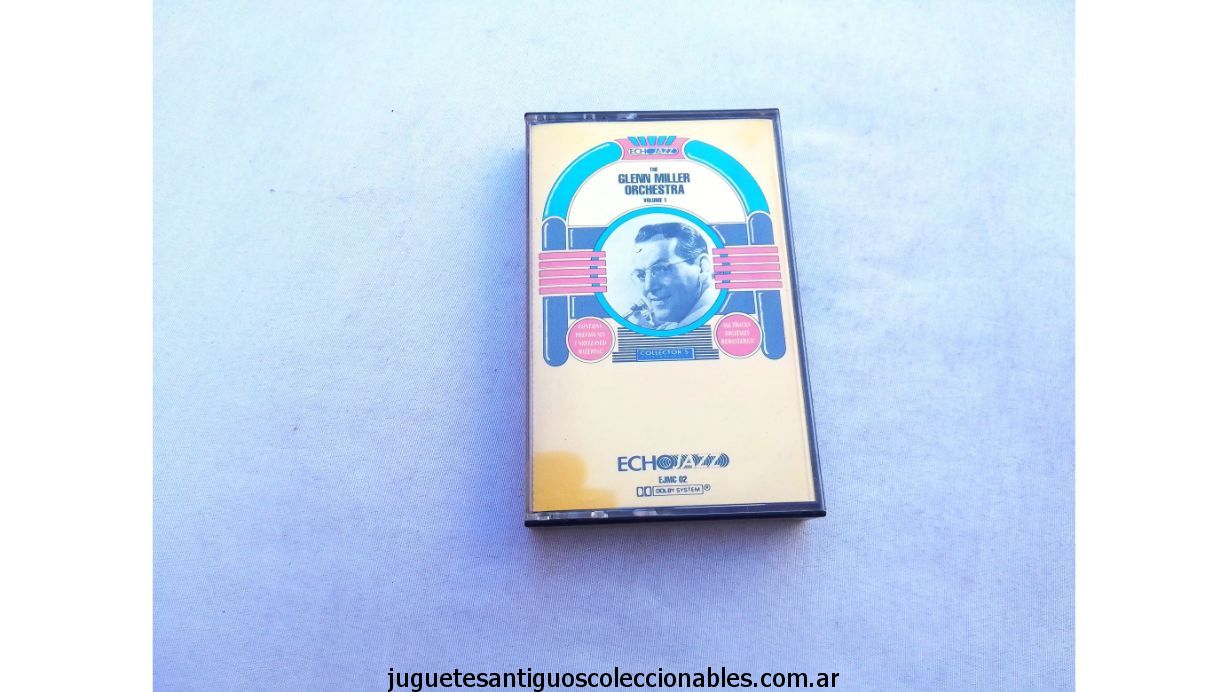 ECHO JAZZ
THE
GLENN MILLER
ORCHESTRA
VOLUME 1
CONTAINS
PREVIOUSLY
UNRELEASED
MATERIAL
ALL TRACKS
DIGITALLY
REMASTERED
COLLECTOR'S
ECHO JAZZ
EJMC 02
DOLBY SYSTEM®
juguetesantiguoscoleccionables.com.ar